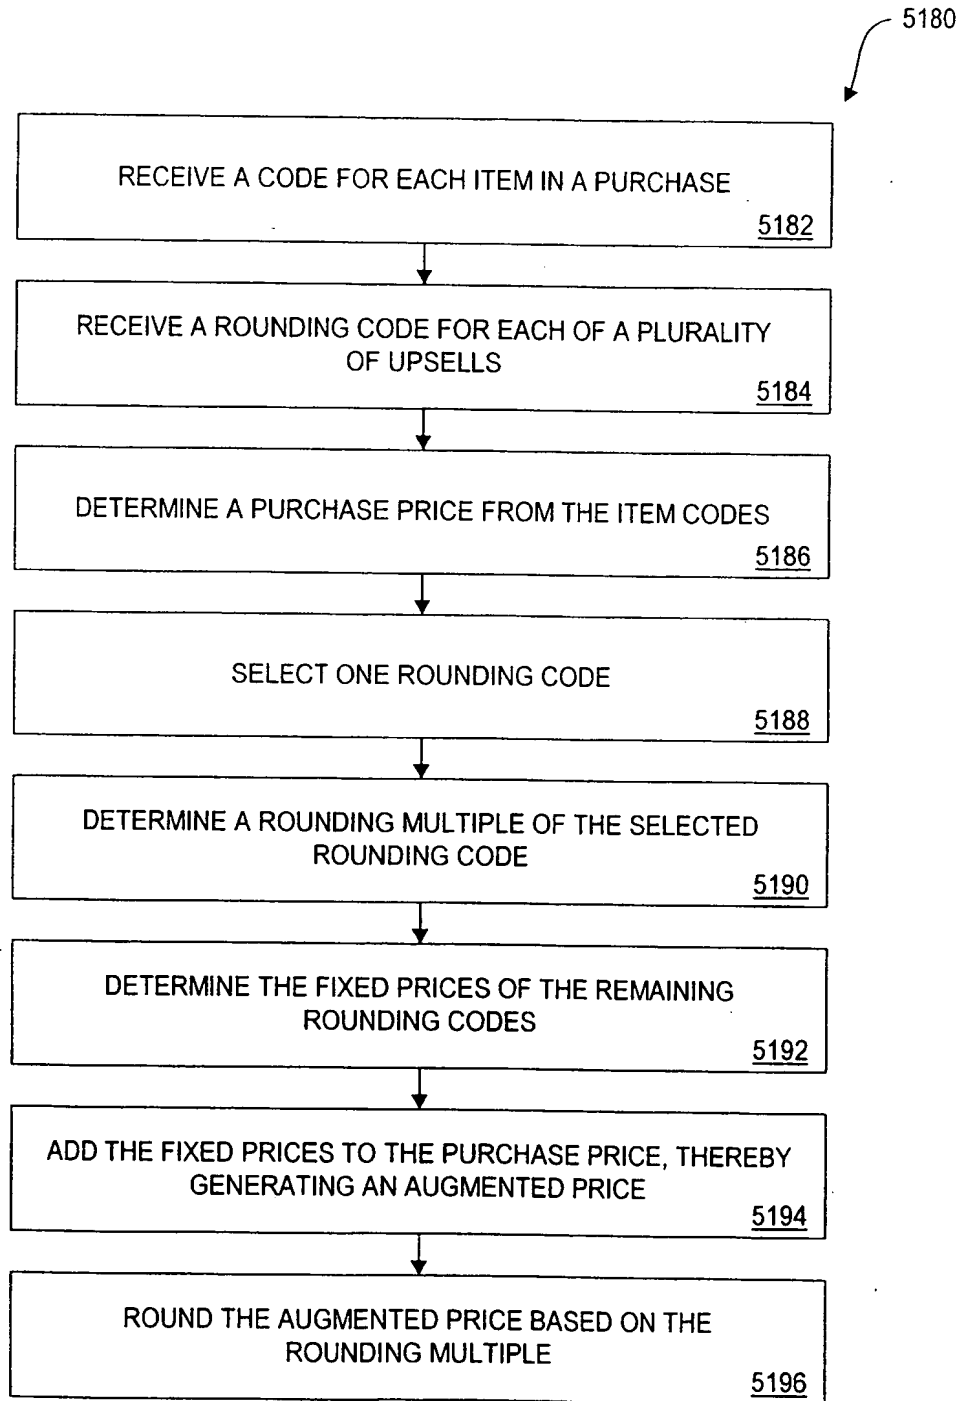 5180
RECEIVE A CODE FOR EACH ITEM IN A PURCHASE
5182
RECEIVE A ROUNDING CODE FOR EACH OF A PLURALITY
OF UPSELLS
5184
DETERMINE A PURCHASE PRICE FROM THE ITEM CODES
5186
SELECT ONE ROUNDING CODE
5188
DETERMINE A ROUNDING MULTIPLE OF THE SELECTED
ROUNDING CODE
5190
DETERMINE THE FIXED PRICES OF THE REMAINING
ROUNDING CODES
5192
ADD THE FIXED PRICES TO THE PURCHASE PRICE, THEREBY
GENERATING AN AUGMENTED PRICE
5194
ROUND THE AUGMENTED PRICE BASED ON THE
ROUNDING MULTIPLE
5196